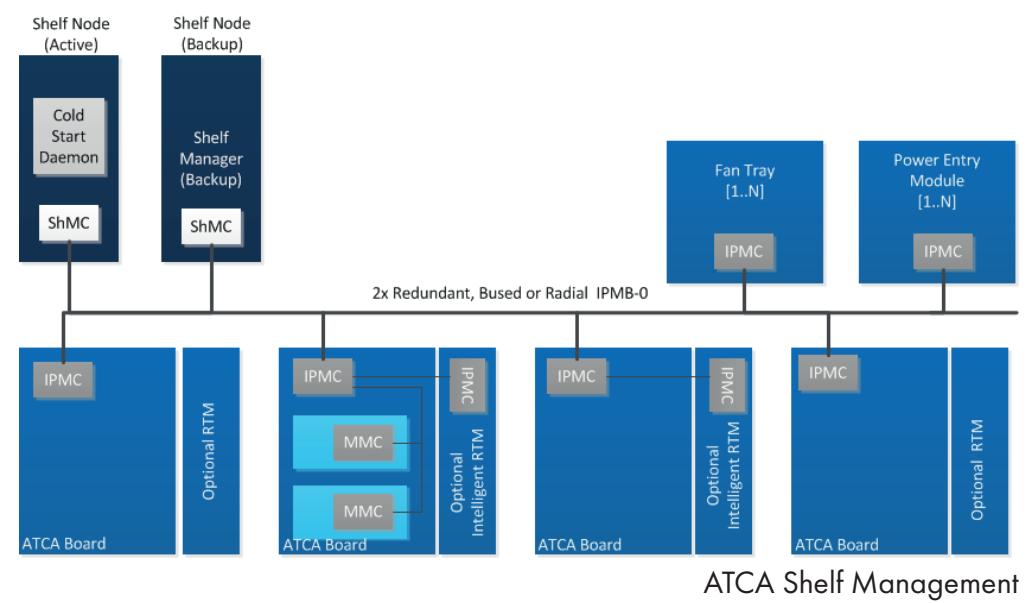 Shelf Node
(Active)
Shelf Node
(Backup)
Cold
Start
Daemon
ShMC
Shelf
Manager
(Backup)
ShMC
Fan Tray
[1..N]
IPMC
Power Entry
Module
[1..N]
IPMC
2x Redundant, Bused or Radial IPMB-0
IPMC
ATCA Board
Optional RTM
IPMC
MMC
MMC
ATCA Board
IPMC
Optional
Intelligent RTM
IPMC
ATCA Board
IPMC
Optional
Intelligent RTM
IPMC
ATCA Board
Optional RTM
ATCA Shelf Management